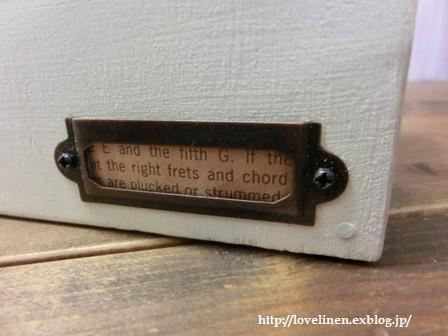 E and the fifth G. If the
at the right frets and chord
are plucked or strummed
http://lovelinen.exblog.jp/